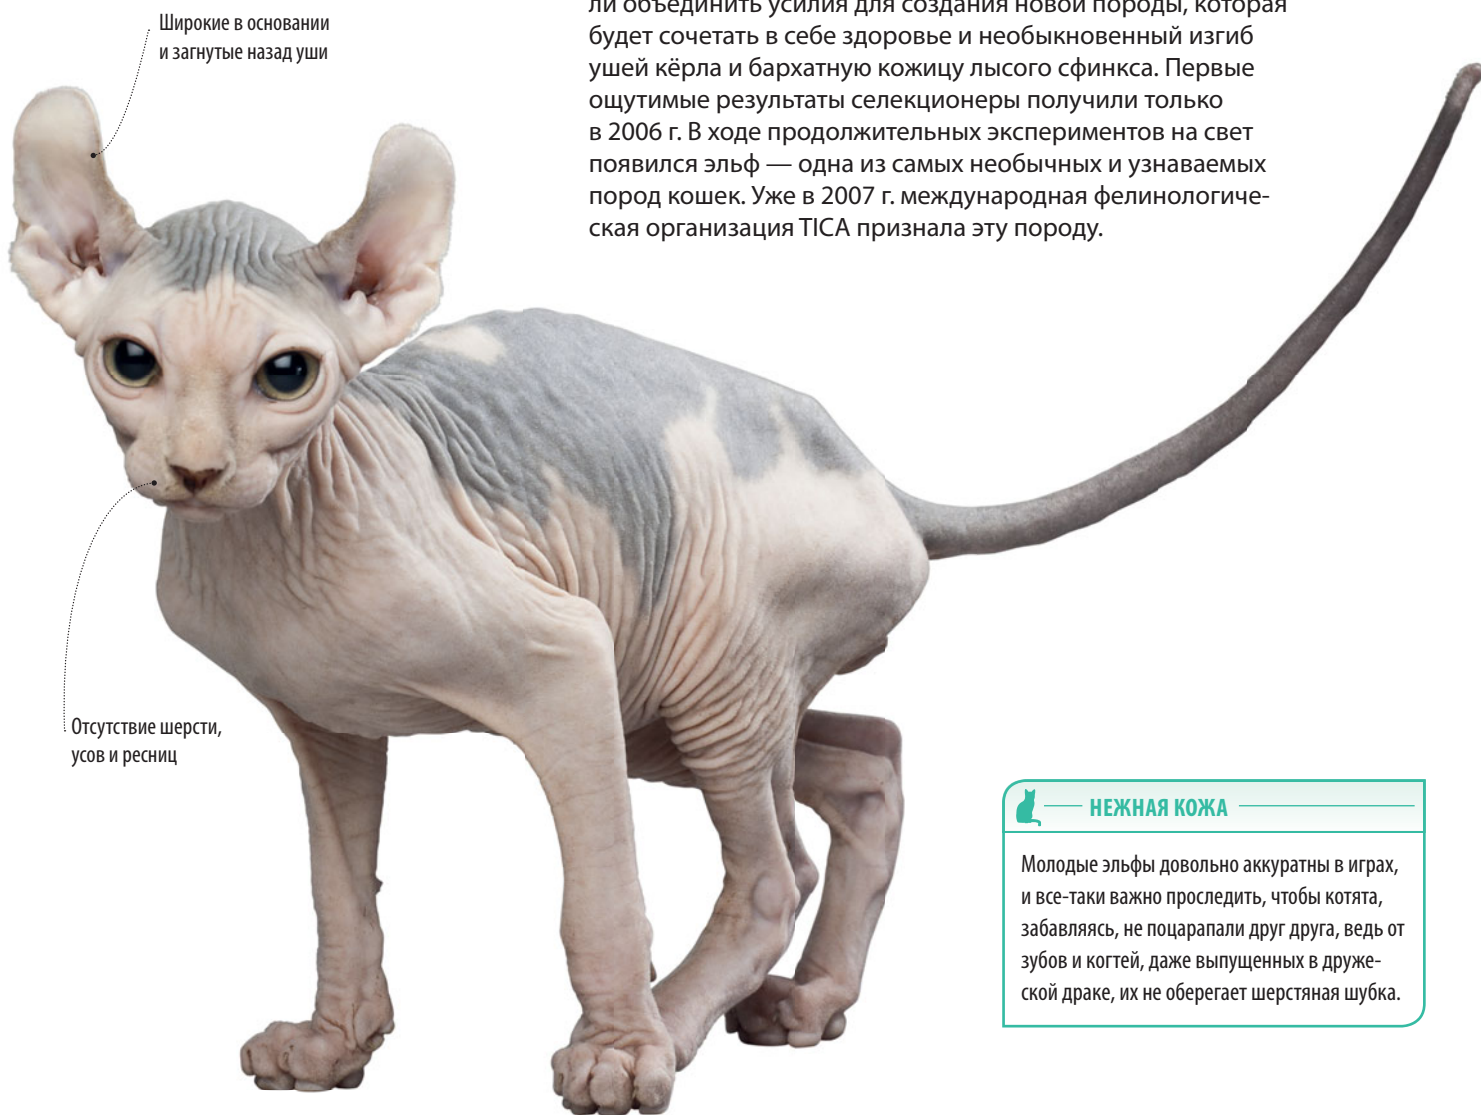 Широкие в основании
и загнутые назад уши
ли объединить усилия для создания новой породы, которая
будет сочетать в себе здоровье и необыкновенный изгиб
ушей кёрла и бархатную кожицу лысого сфинкса. Первые
ощутимые результаты селекционеры получили только
в 2006 г. В ходе продолжительных экспериментов на свет
появился эльф — одна из самых необычных и узнаваемых
пород кошек. Уже в 2007 г. международная фелинологиче-
ская организация TICA признала эту породу.
Отсутствие шерсти,
усов и ресниц
НЕЖНАЯ КОЖА
Молодые эльфы довольно аккуратны в играх,
и все-таки важно проследить, чтобы котята,
забавляясь, не поцарапали друг друга, ведь от
зубов и когтей, даже выпущенных в друже-
ской драке, их не оберегает шерстяная шубка.